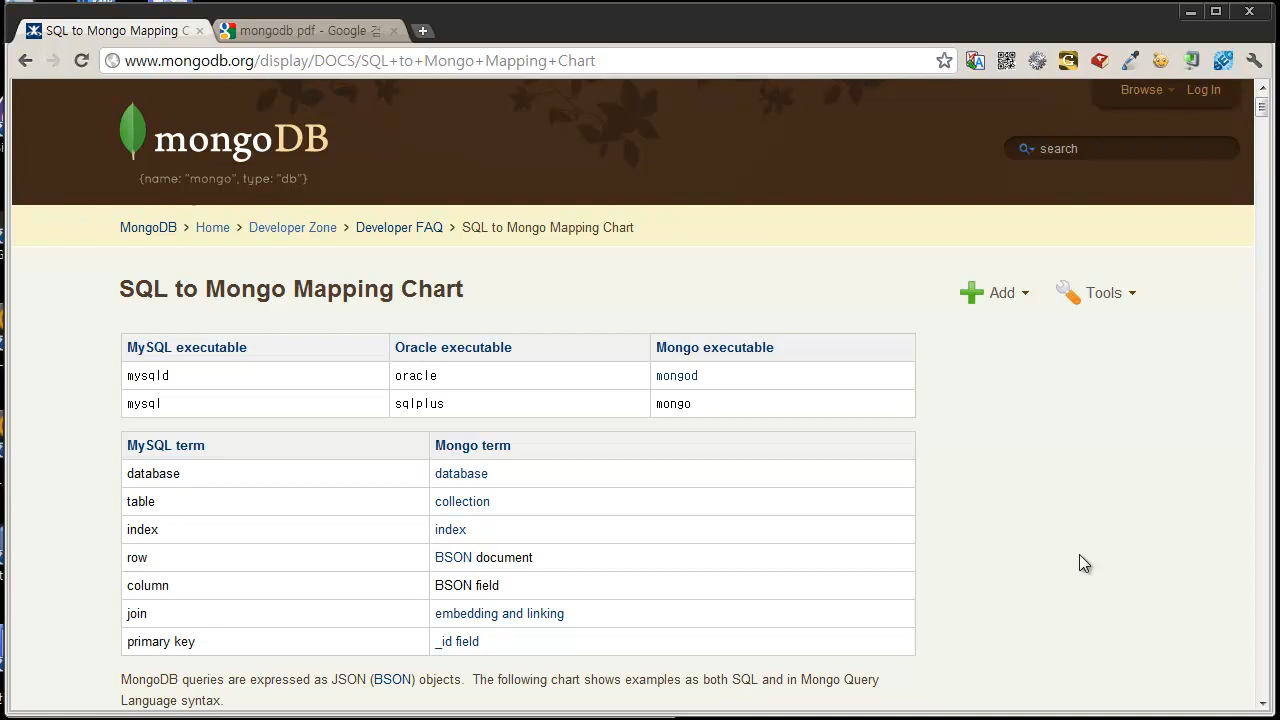 SQL to Mongo Mapping C
mongodb pdf - Google 검
www.mongodb.org/display/DOCS/SQL+to+Mongo+Mapping+Chart
Browse Log In
mongoDB
search
{name: "mongo", type: "db"}
MongoDB > Home > Developer Zone > Developer FAQ > SQL to Mongo Mapping Chart
SQL to Mongo Mapping Chart
Add Tools
MySQL executable Oracle executable Mongo executable
mysqld oracle mongod
mysql sqlplus mongo
MySQL term Mongo term
database database
table collection
index index
row BSON document
column BSON field
join embedding and linking
primary key _id field
MongoDB queries are expressed as JSON (BSON) objects. The following chart shows examples as both SQL and in Mongo Query
Language syntax.